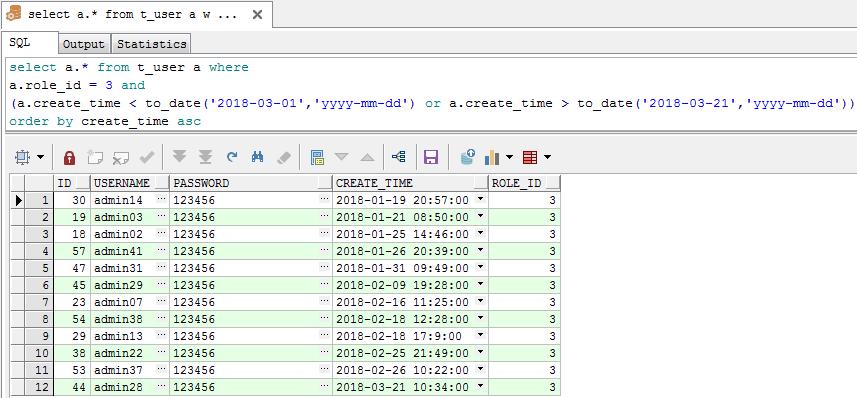 select a.* from t_user a w ...
SQL Output Statistics
select a.* from t_user a where
a.role_id = 3 and
(a.create_time < to_date('2018-03-01','yyyy-mm-dd') or a.create_time > to_date('2018-03-21','yyyy-mm-dd'))
order by create_time asc
ID USERNAME PASSWORD CREATE_TIME ROLE_ID
1 30 admin14 ... 123456 ... 2018-01-19 20:57:00 3
2 19 admin03 ... 123456 ... 2018-01-21 08:50:00 3
3 18 admin02 ... 123456 ... 2018-01-25 14:46:00 3
4 57 admin41 ... 123456 ... 2018-01-26 20:39:00 3
5 47 admin31 ... 123456 ... 2018-01-31 09:49:00 3
6 45 admin29 ... 123456 ... 2018-02-09 19:28:00 3
7 23 admin07 ... 123456 ... 2018-02-16 11:25:00 3
8 54 admin38 ... 123456 ... 2018-02-18 12:28:00 3
9 29 admin13 ... 123456 ... 2018-02-18 17:9:00 3
10 38 admin22 ... 123456 ... 2018-02-25 21:49:00 3
11 53 admin37 ... 123456 ... 2018-02-26 10:22:00 3
12 44 admin28 ... 123456 ... 2018-03-21 10:34:00 3